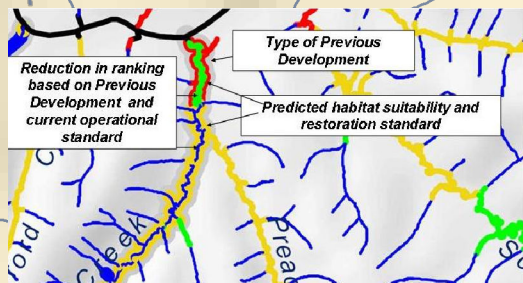 Type of Previous
Development
Reduction in ranking
based on Previous
Development and
current operational
standard
Predicted habitat suitability and
restoration standard
Creek